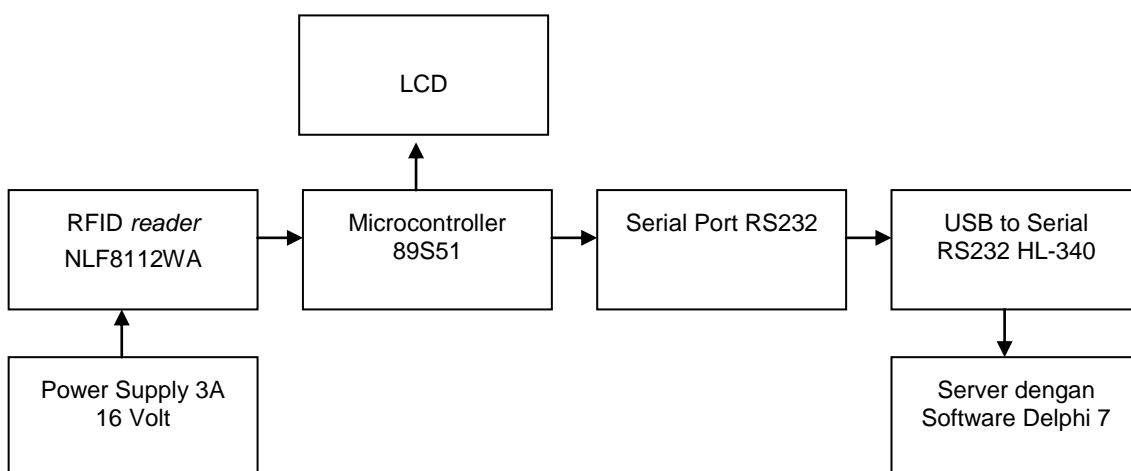 LCD
RFID reader
NLF8112WA
Microcontroller
89S51
Serial Port RS232
USB to Serial
RS232 HL-340
Power Supply 3A
16 Volt
Server dengan
Software Delphi 7